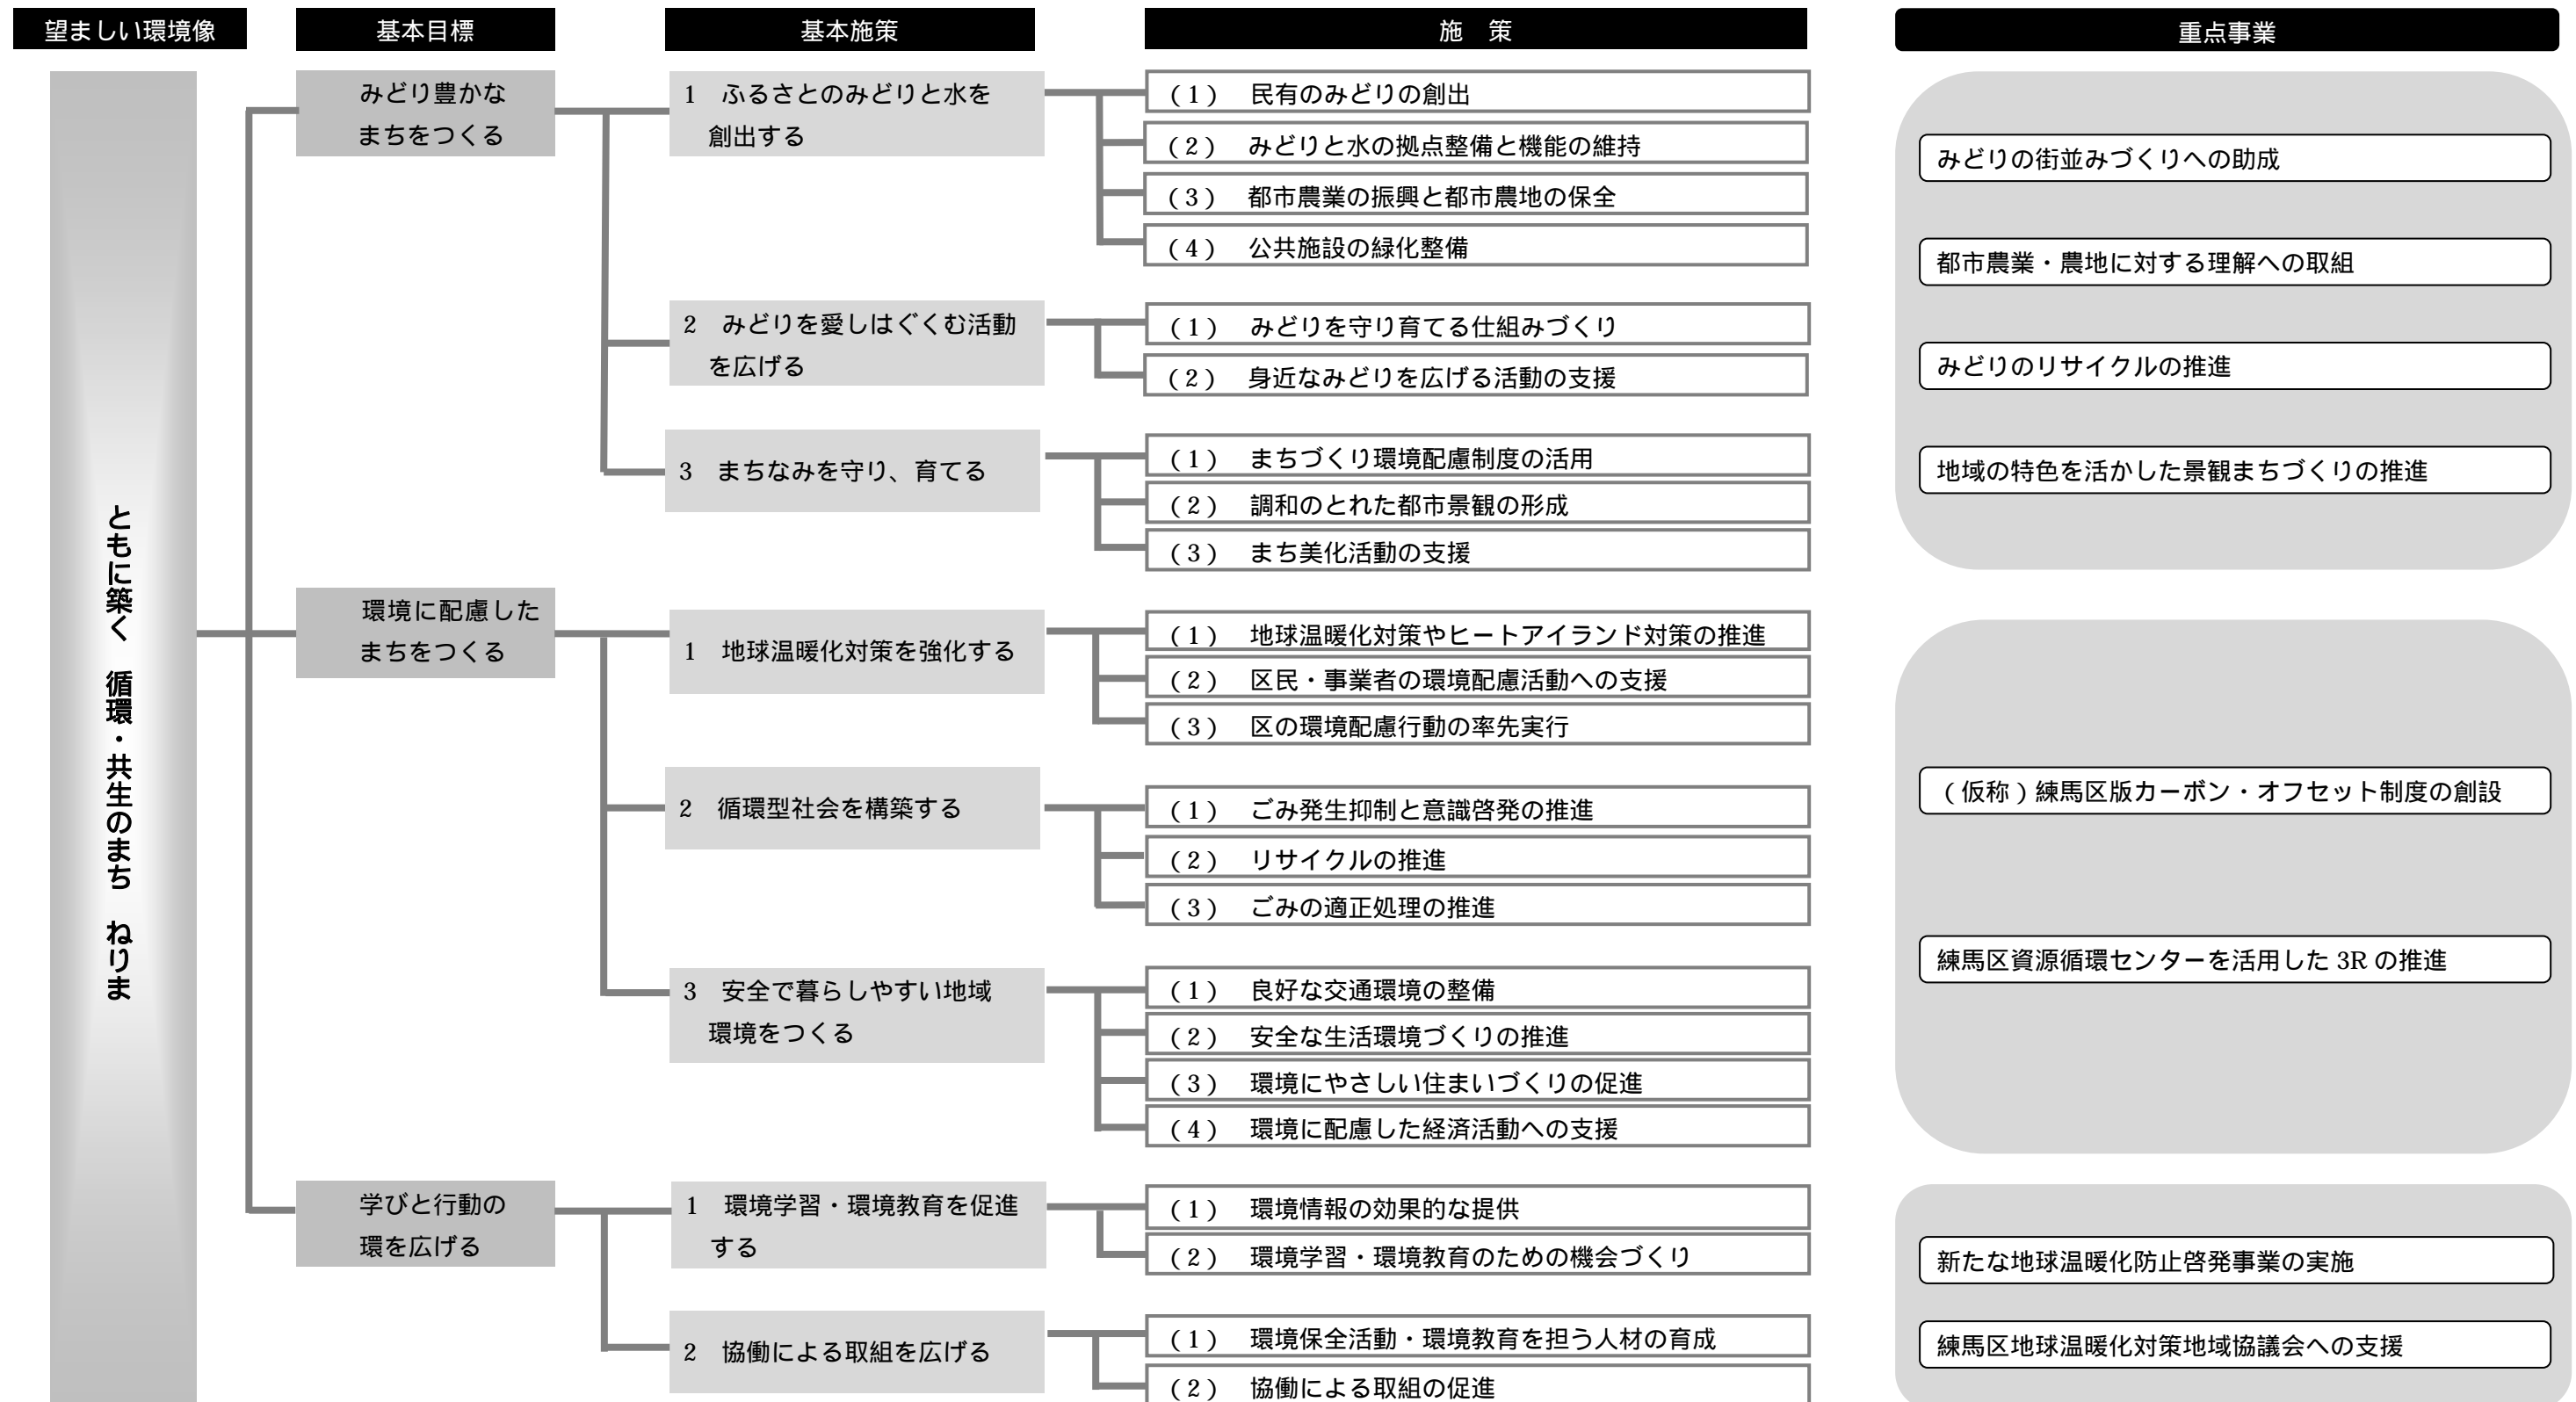 望ましい環境像
基本目標
基本施策
施　策
重点事業
ともに築く　循環・共生のまち　ねりま
みどり豊かな
まちをつくる
1　ふるさとのみどりと水を
創出する
(1)　民有のみどりの創出
(2)　みどりと水の拠点整備と機能の維持
(3)　都市農業の振興と都市農地の保全
(4)　公共施設の緑化整備
2　みどりを愛しはぐくむ活動
を広げる
(1)　みどりを守り育てる仕組みづくり
(2)　身近なみどりを広げる活動の支援
3　まちなみを守り、育てる
(1)　まちづくり環境配慮制度の活用
(2)　調和のとれた都市景観の形成
(3)　まち美化活動の支援
みどりの街並みづくりへの助成
都市農業・農地に対する理解への取組
みどりのリサイクルの推進
地域の特色を活かした景観まちづくりの推進
環境に配慮した
まちをつくる
1　地球温暖化対策を強化する
(1)　地球温暖化対策やヒートアイランド対策の推進
(2)　区民・事業者の環境配慮活動への支援
(3)　区の環境配慮行動の率先実行
2　循環型社会を構築する
(1)　ごみ発生抑制と意識啓発の推進
(2)　リサイクルの推進
(3)　ごみの適正処理の推進
3　安全で暮らしやすい地域
環境をつくる
(1)　良好な交通環境の整備
(2)　安全な生活環境づくりの推進
(3)　環境にやさしい住まいづくりの促進
(4)　環境に配慮した経済活動への支援
(仮称)練馬区版カーボン・オフセット制度の創設
練馬区資源循環センターを活用した 3R の推進
学びと行動の
環を広げる
1　環境学習・環境教育を促進
する
(1)　環境情報の効果的な提供
(2)　環境学習・環境教育のための機会づくり
2　協働による取組を広げる
(1)　環境保全活動・環境教育を担う人材の育成
(2)　協働による取組の促進
新たな地球温暖化防止啓発事業の実施
練馬区地球温暖化対策地域協議会への支援